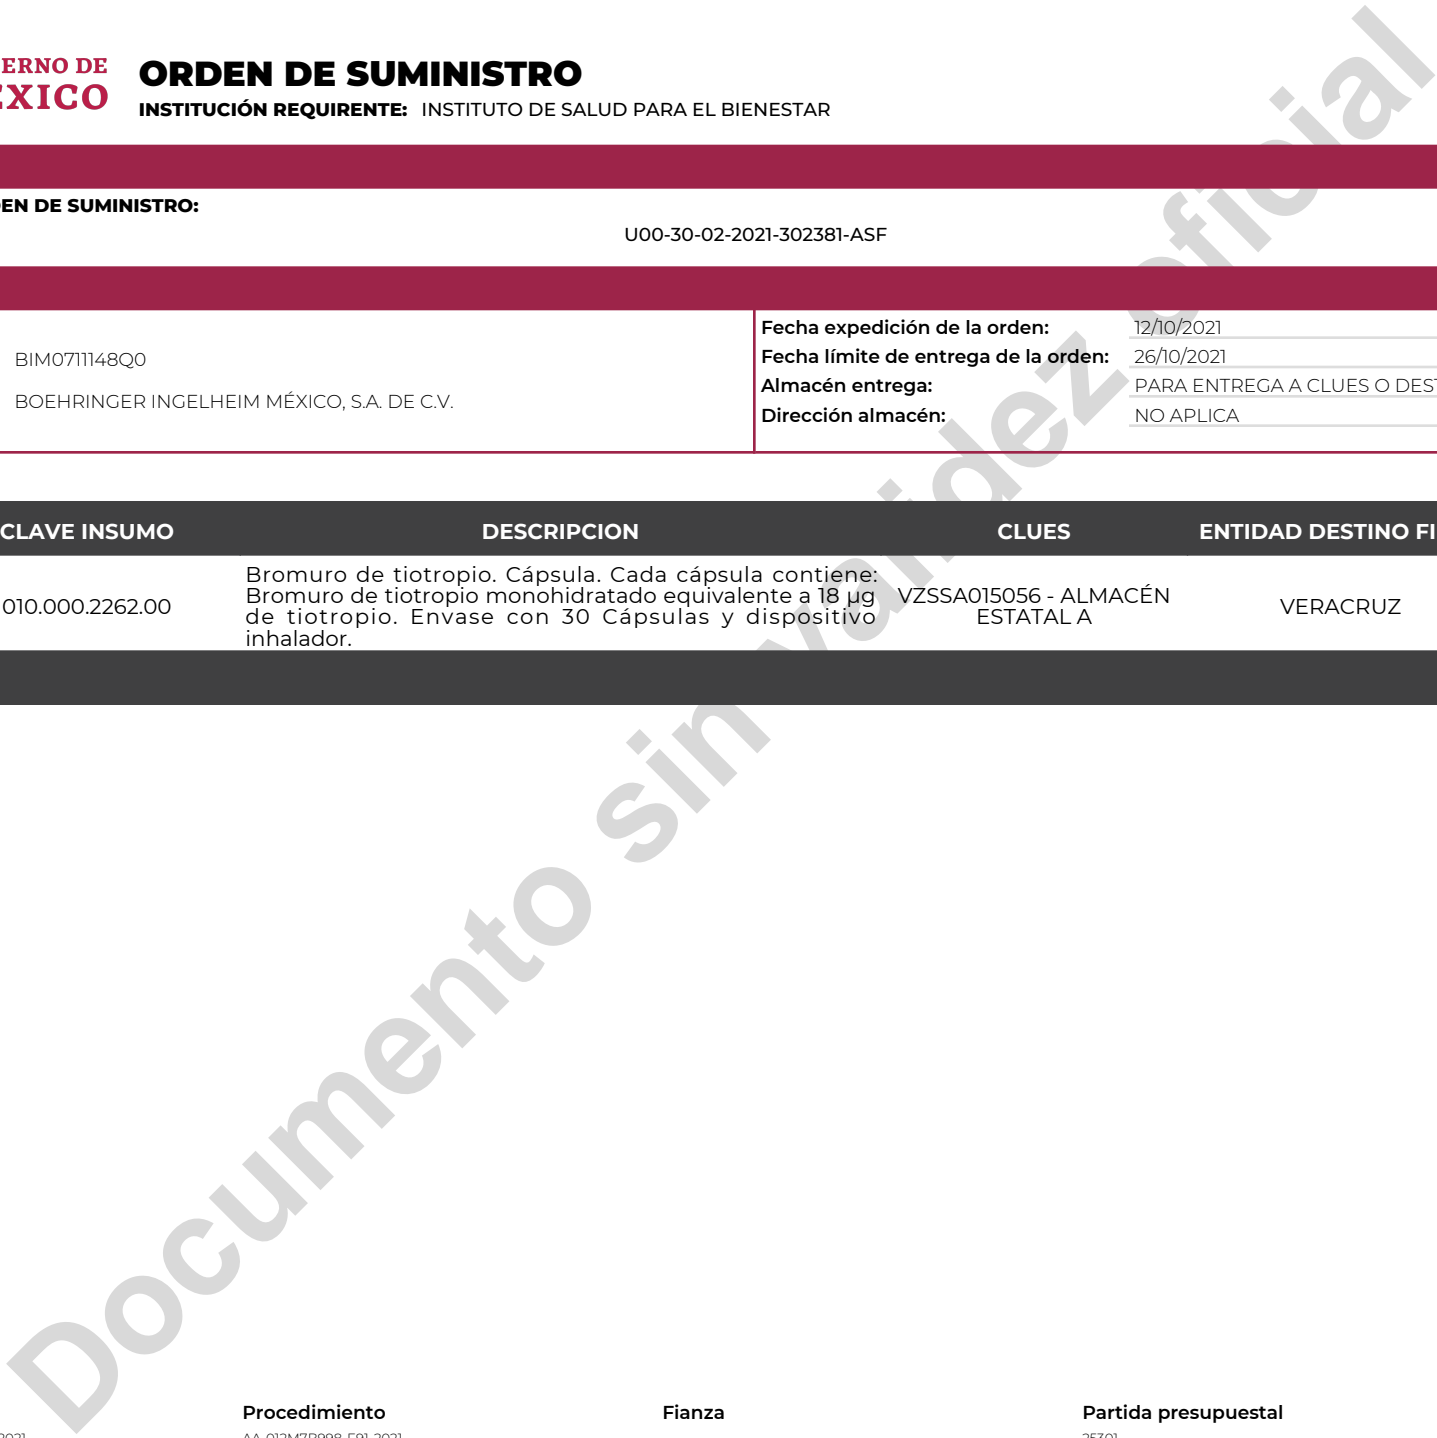 ERNO DE
ÉXICO
ORDEN DE SUMINISTRO
INSTITUCIÓN REQUIRENTE: INSTITUTO DE SALUD PARA EL BIENESTAR
EN DE SUMINISTRO:
U00-30-02-2021-302381-ASF
BIM0711148Q0
BOEHRINGER INGELHEIM MÉXICO, S.A. DE C.V.
Fecha expedición de la orden: 12/10/2021
Fecha límite de entrega de la orden: 26/10/2021
Almacén entrega: PARA ENTREGA A CLUES O DEST
Dirección almacén: NO APLICA
CLAVE INSUMO DESCRIPCION CLUES ENTIDAD DESTINO FI
010.000.2262.00
Bromuro de tiotropio. Cápsula. Cada cápsula contiene:
Bromuro de tiotropio monohidratado equivalente a 18 µg
de tiotropio. Envase con 30 Cápsulas y dispositivo
inhalador.
VZSSA015056 - ALMACÉN
ESTATAL A
VERACRUZ
Documento sin validez oficial
Procedimiento Fianza Partida presupuestal